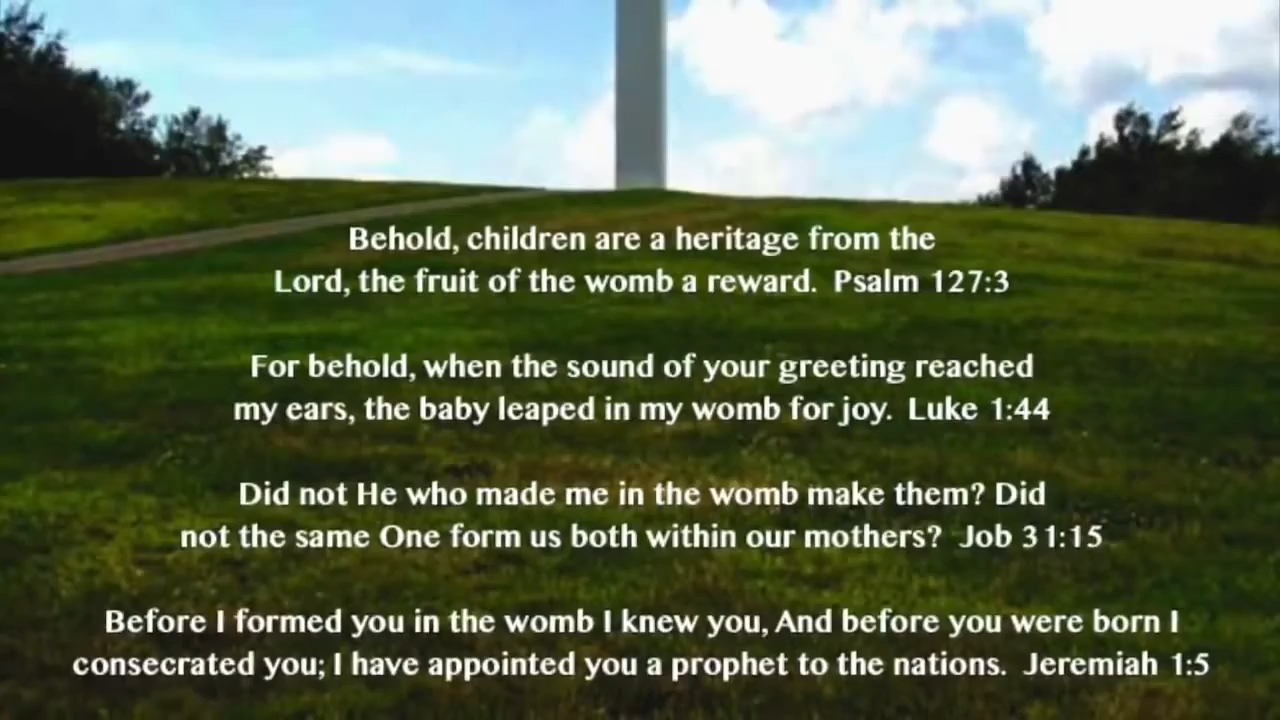 Behold, children are a heritage from the
Lord, the fruit of the womb a reward.  Psalm 127:3
For behold, when the sound of your greeting reached
my ears, the baby leaped in my womb for joy.  Luke 1:44
Did not He who made me in the womb make them? Did
not the same One form us both within our mothers?  Job 31:15
Before I formed you in the womb I knew you, And before you were born I
consecrated you; I have appointed you a prophet to the nations.  Jeremiah 1:5